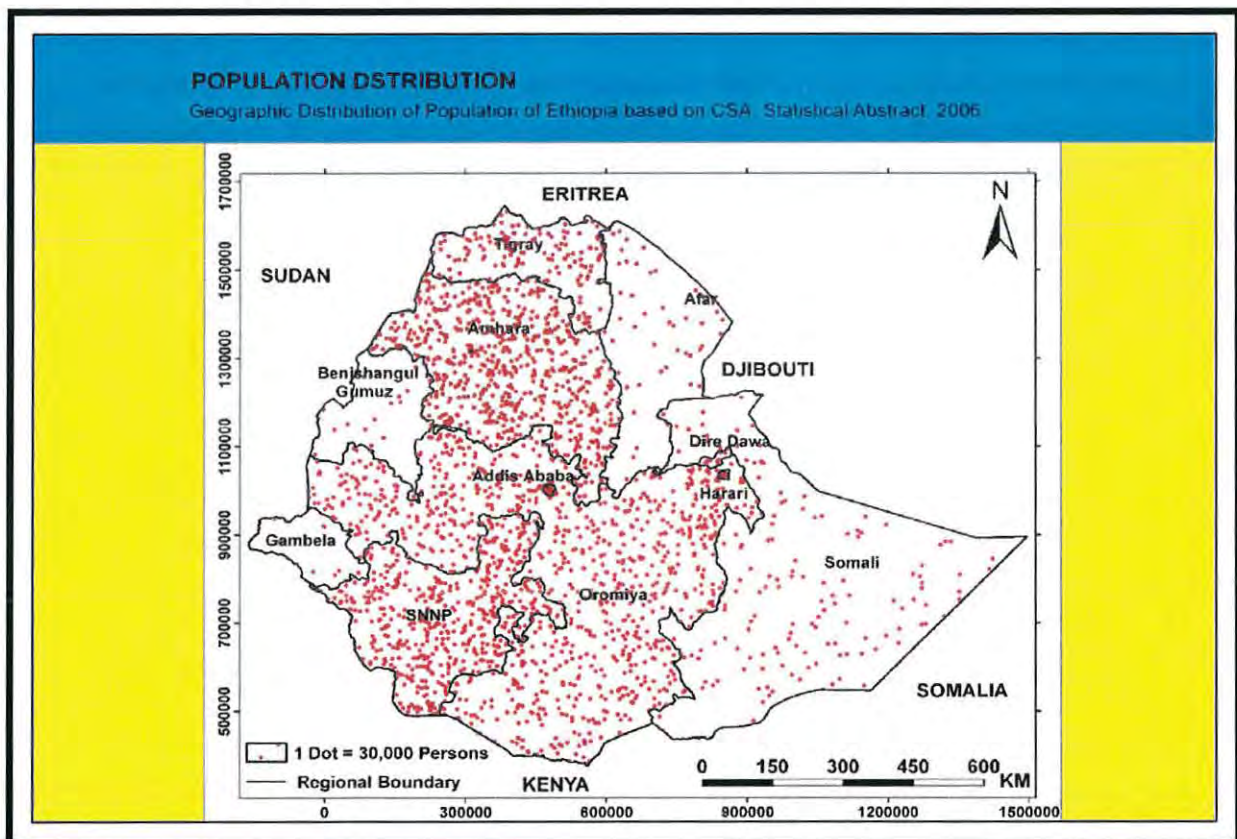 POPULATION DSTRIBUTION
Geographic Distribution of Population of Ethiopia based on CSA, Statistical Abstract, 2006
N
ERITREA
SUDAN
DJIBOUTI
SOMALIA
KENYA
Tigray
Afar
Amhara
Benishangul
Gumuz
Dire Dawa
Addis Ababa
Harari
Gambela
Somali
Oromiya
SNNP
1700000
1500000
1300000
1100000
900000
700000
500000
1 Dot = 30,000 Persons
Regional Boundary
0 150 300 450 600
KM
0 300000 600000 900000 1200000 1500000